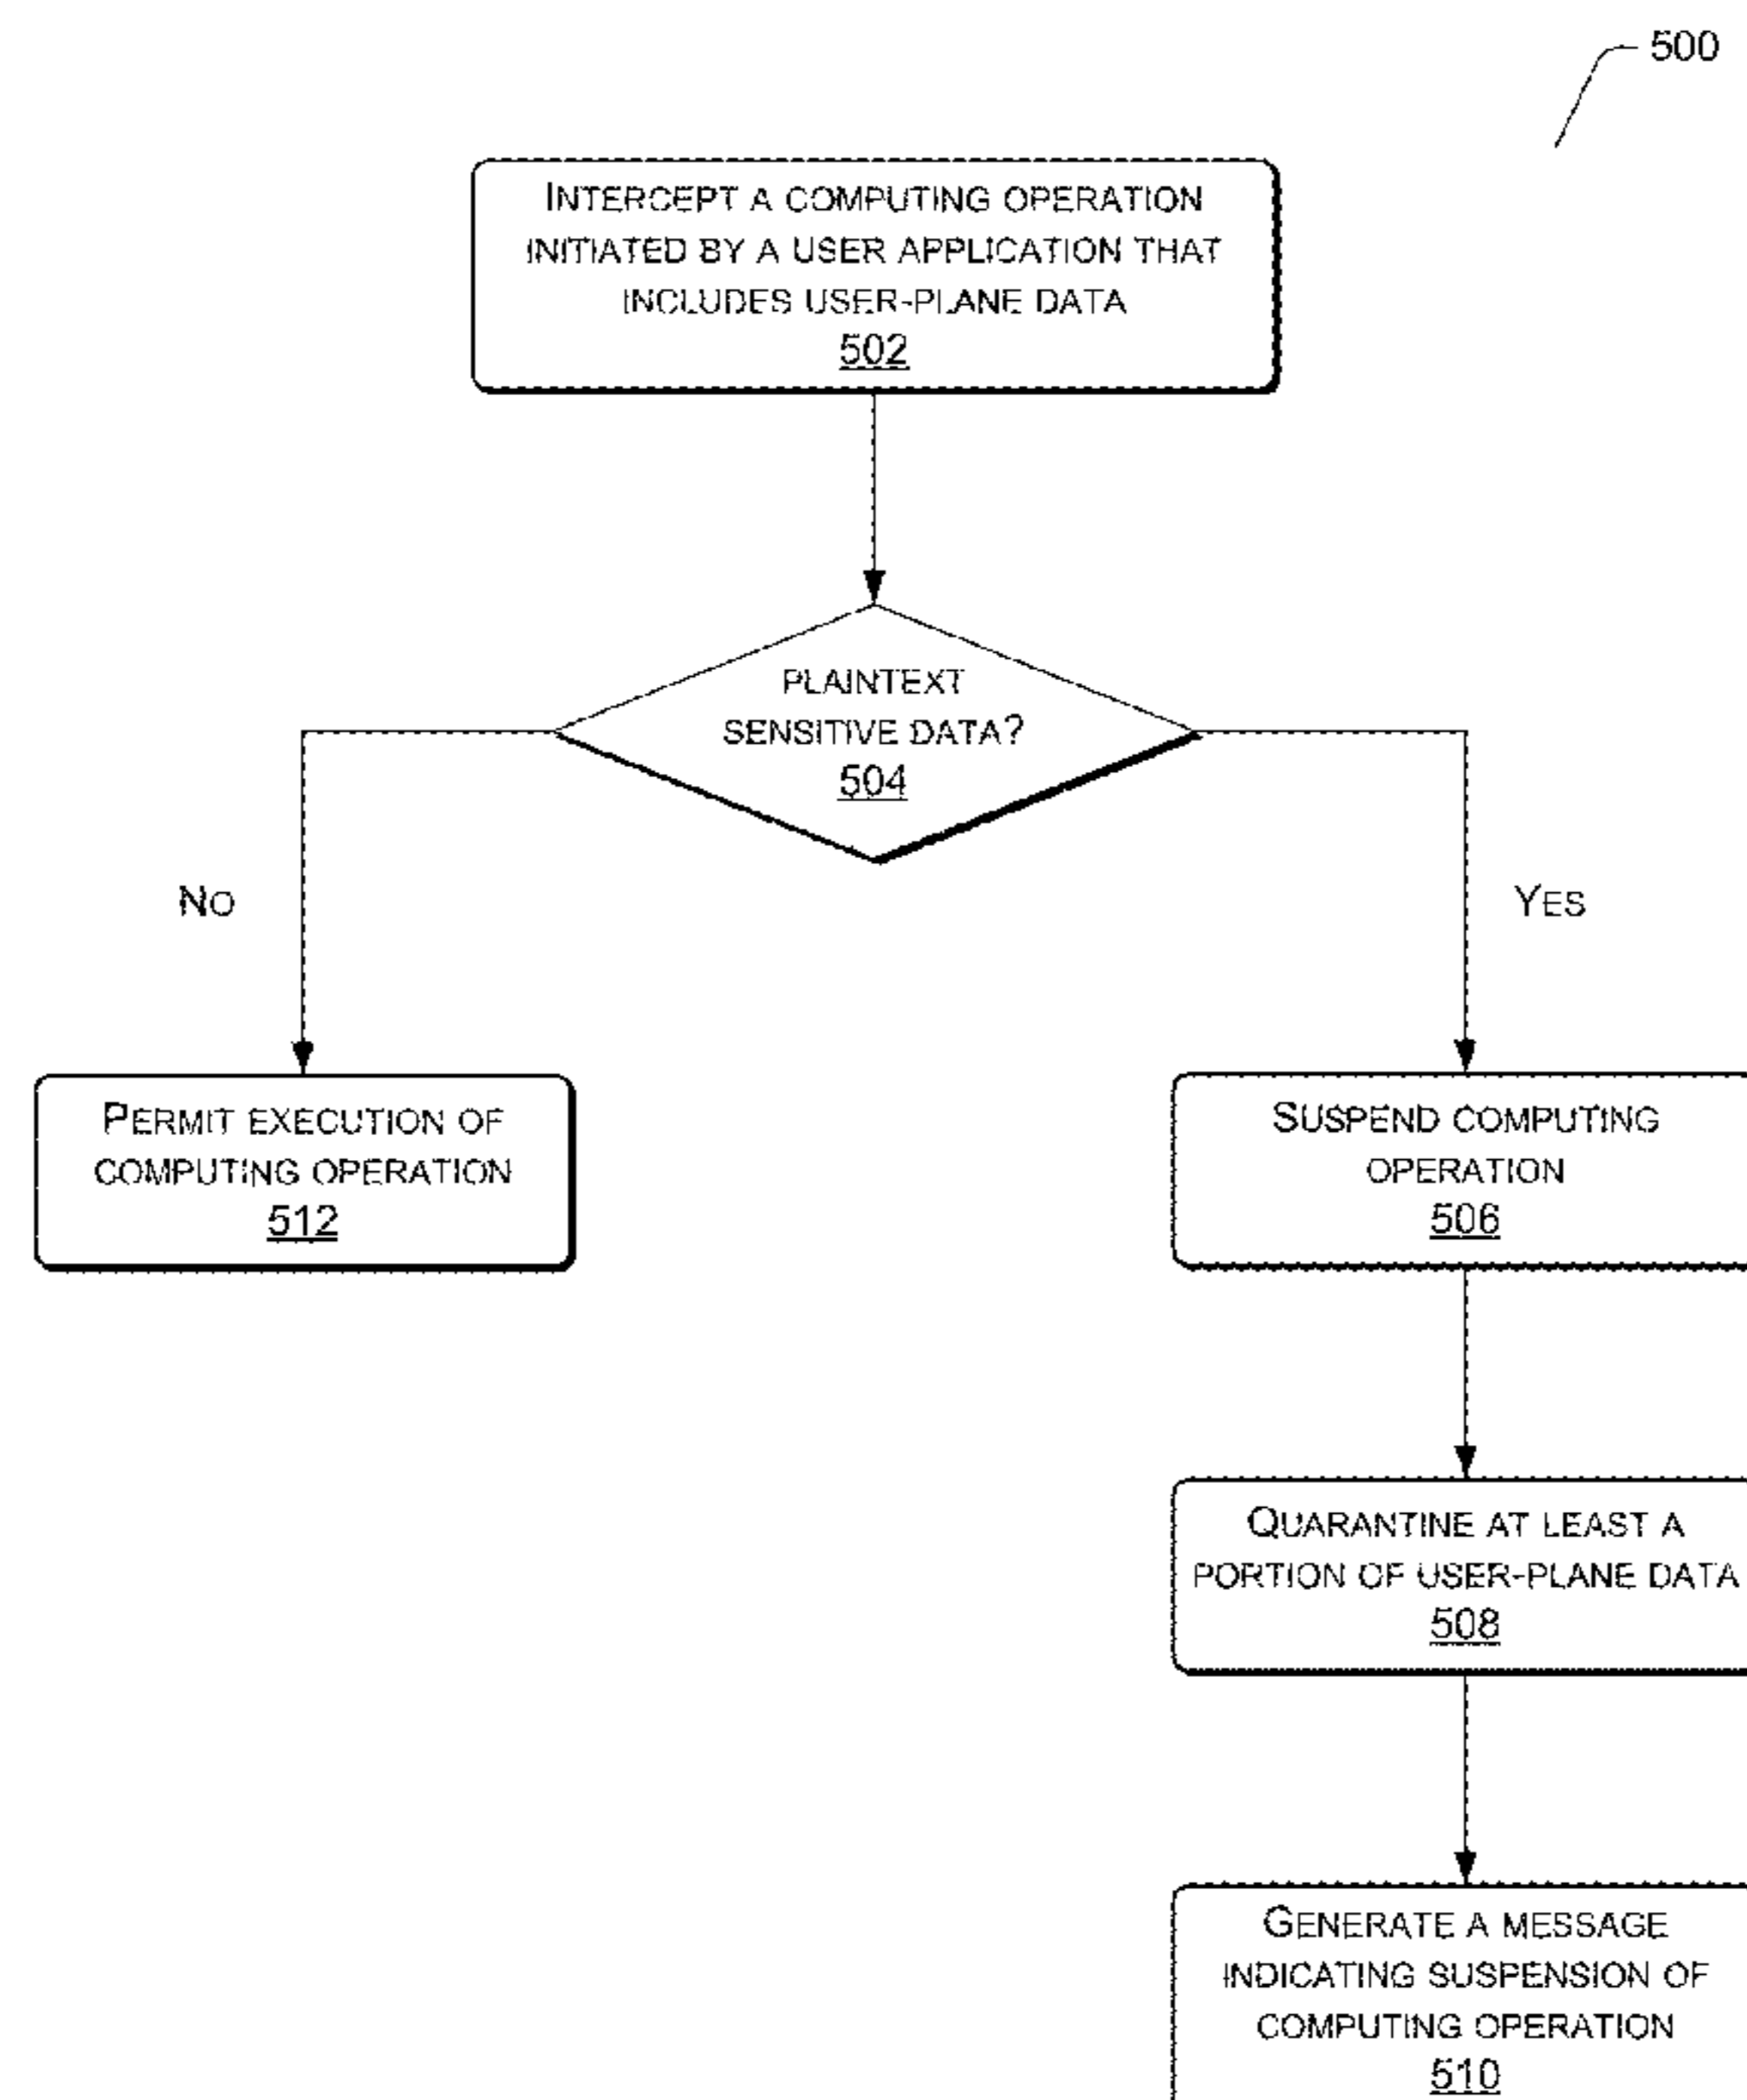 500
INTERCEPT A COMPUTING OPERATION
INITIATED BY A USER APPLICATION THAT
INCLUDES USER-PLANE DATA
502
PLAINTEXT
SENSITIVE DATA?
504
NO
YES
PERMIT EXECUTION OF
COMPUTING OPERATION
512
SUSPEND COMPUTING
OPERATION
506
QUARANTINE AT LEAST A
PORTION OF USER-PLANE DATA
508
GENERATE A MESSAGE
INDICATING SUSPENSION OF
COMPUTING OPERATION
510